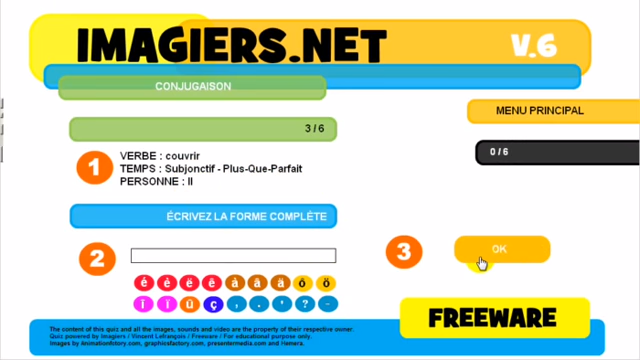 IMAGIERS.NET
V.6
CONJUGAISON
MENU PRINCIPAL
3 / 6
0 / 6
1
VERBE : couvrir
TEMPS : Subjonctif - Plus-Que-Parfait
PERSONNE : Il
ÉCRIVEZ LA FORME COMPLÈTE
2
3
OK
é è ë à â ä ô ö
û ç , . ' ? -
FREEWARE
The content of this quiz and all the images, sounds and video are the property of their respective owner.
Quiz powered by Imagiers / Vincent Lefrançois / Freeware / For educational purpose only.
Images by Animationfatory.com, graphicsfactory.com, presentermedia.com and Hemera.